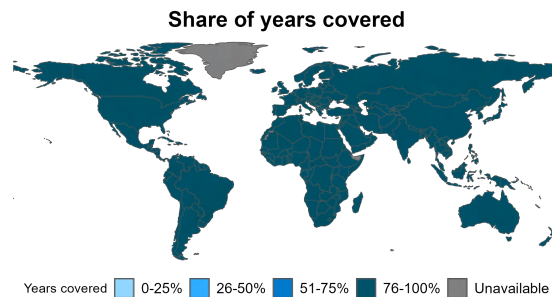 Share of years covered
Years covered 0-25% 26-50% 51-75% 76-100% Unavailable